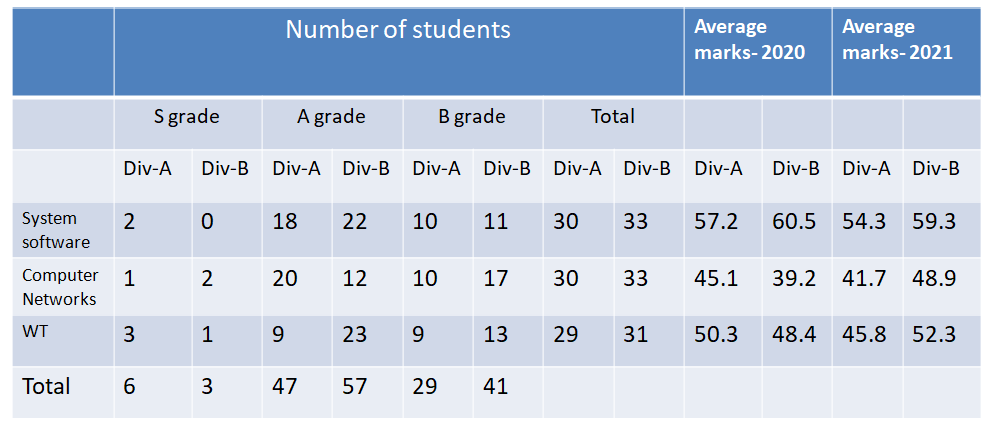 Number of students Average marks- 2020 Average marks- 2021
S grade A grade B grade Total
Div-A Div-B Div-A Div-B Div-A Div-B Div-A Div-B Div-A Div-B Div-A Div-B
System software 2 0 18 22 10 11 30 33 57.2 60.5 54.3 59.3
Computer Networks 1 2 20 12 10 17 30 33 45.1 39.2 41.7 48.9
WT 3 1 9 23 9 13 29 31 50.3 48.4 45.8 52.3
Total 6 3 47 57 29 41